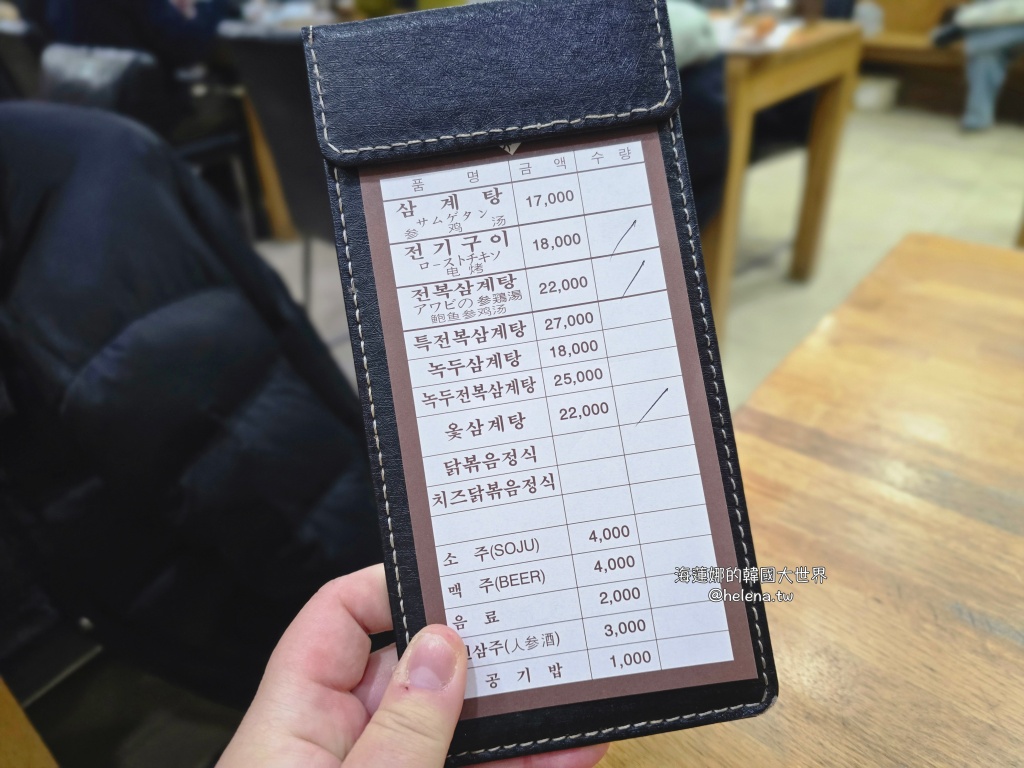 품 명 금 액 수 량
삼 계 탕 17,000
サムゲタン
参 鸡 汤
전기구이 18,000
ローストチキン
电 烤
전복삼계탕 22,000
アワビの 参鶏湯
鲍鱼参鸡汤
특전복삼계탕 27,000
녹두삼계탕 18,000
녹두전복삼계탕 25,000
옻삼계탕 22,000
닭볶음정식
치즈닭볶음정식
소 주(SOJU) 4,000
맥 주(BEER) 4,000
음 료 2,000
삼주(人参酒) 3,000
공 기 밥 1,000
海蓮娜的韓國大世界
@helena.tw